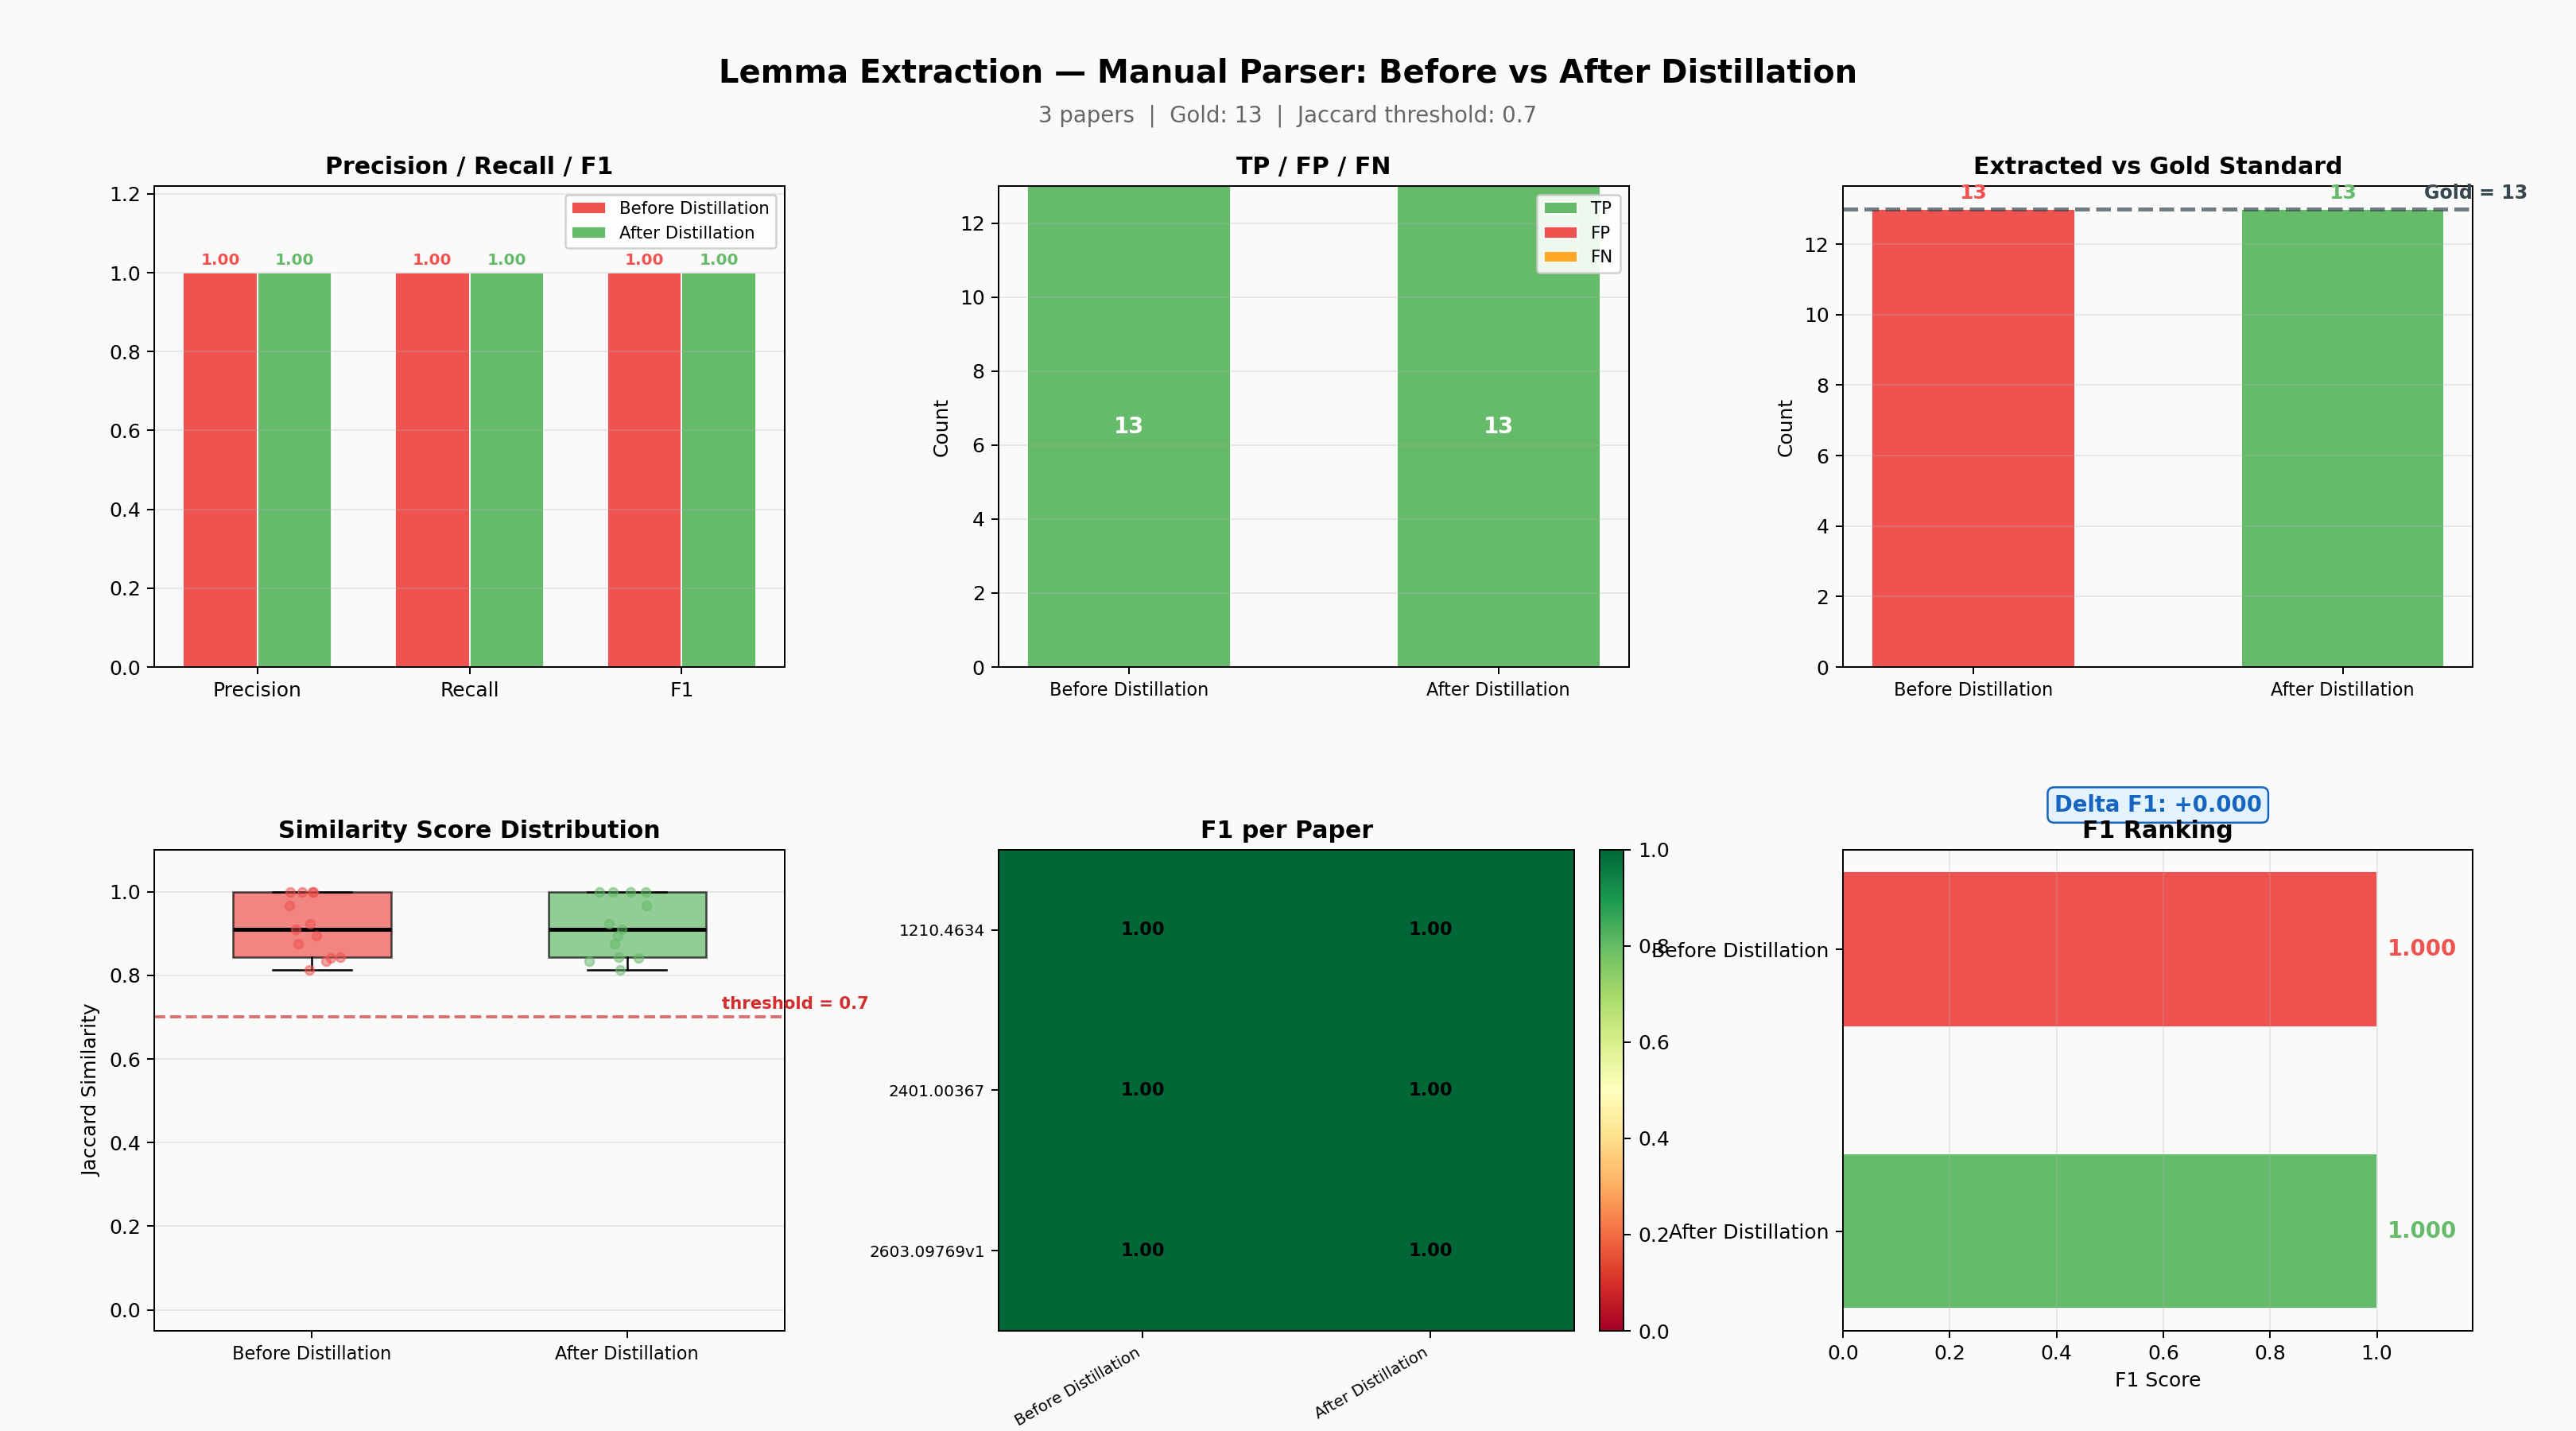 Lemma Extraction — Manual Parser: Before vs After Distillation
3 papers | Gold: 13 | Jaccard threshold: 0.7
Precision / Recall / F1
1.2
1.0
0.8
0.6
0.4
0.2
0.0
Before Distillation
After Distillation
1.00
1.00
1.00
1.00
1.00
1.00
Precision
Recall
F1
TP / FP / FN
Count
12
10
8
6
4
2
0
TP
FP
FN
13
13
Before Distillation
After Distillation
Extracted vs Gold Standard
13
13
Gold = 13
Count
12
10
8
6
4
2
0
Before Distillation
After Distillation
Similarity Score Distribution
Jaccard Similarity
1.0
0.8
0.6
0.4
0.2
0.0
threshold = 0.7
Before Distillation
After Distillation
F1 per Paper
1210.4634
1.00
1.00
2401.00367
1.00
1.00
2603.09769v1
1.00
1.00
Before Distillation
After Distillation
1.0
0.8
0.6
0.4
0.2
0.0
Delta F1: +0.000
F1 Ranking
Before Distillation
1.000
After Distillation
1.000
0.0
0.2
0.4
0.6
0.8
1.0
F1 Score